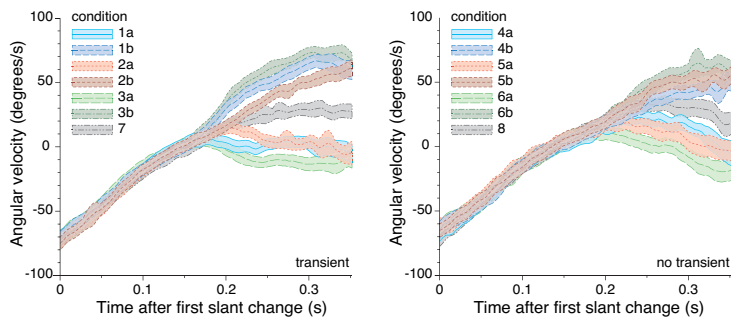 condition
1a
1b
2a
2b
3a
3b
7
100
50
0
-50
-100
Angular velocity (degrees/s)
0
0.1
0.2
0.3
Time after first slant change (s)
transient
condition
4a
4b
5a
5b
6a
6b
8
100
50
0
-50
-100
Angular velocity (degrees/s)
0
0.1
0.2
0.3
Time after first slant change (s)
no transient